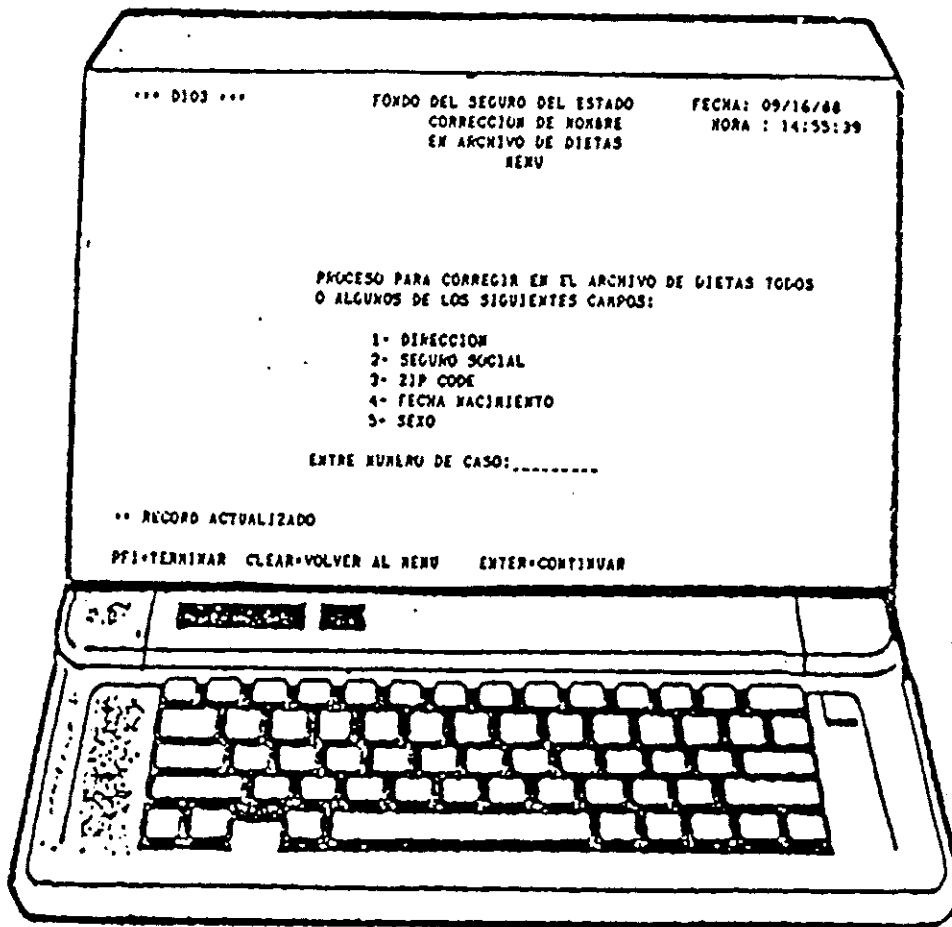 *** DI03 *** FONDO DEL SEGURO DEL ESTADO FECHA: 09/16/88
CORRECCION DE NOMBRE HORA : 14:55:39
EN ARCHIVO DE DIETAS
MENU
PROCESO PARA CORREGIR EN EL ARCHIVO DE DIETAS TODOS
O ALGUNOS DE LOS SIGUIENTES CAMPOS:
1- DIRECCION
2- SEGURO SOCIAL
3- ZIP CODE
4- FECHA NACIMIENTO
5- SEXO
ENTRE NUMERO DE CASO:_________
** RECORD ACTUALIZADO
PF1=TERMINAR CLEAR=VOLVER AL MENU ENTER=CONTINUAR